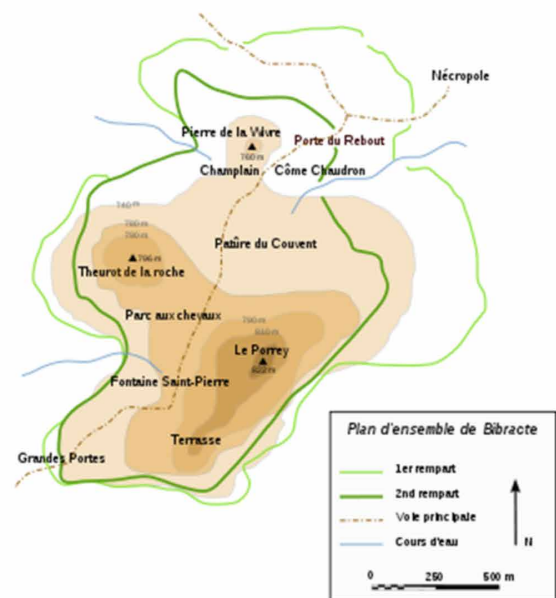 Nécropole
Pierre de la Wivre
Porte du Rebout
760 m
Champlain
Côme Chaudron
740 m
760 m
780 m
Patûre du Couvent
796 m
Theurot de la roche
Parc aux chevaux
Le Porrey
822 m
Fontaine Saint-Pierre
Terrasse
Grandes Portes
Plan d'ensemble de Bibracte
1er rempart
2nd rempart
Voie principale
Cours d'eau
N
0 250 500 m